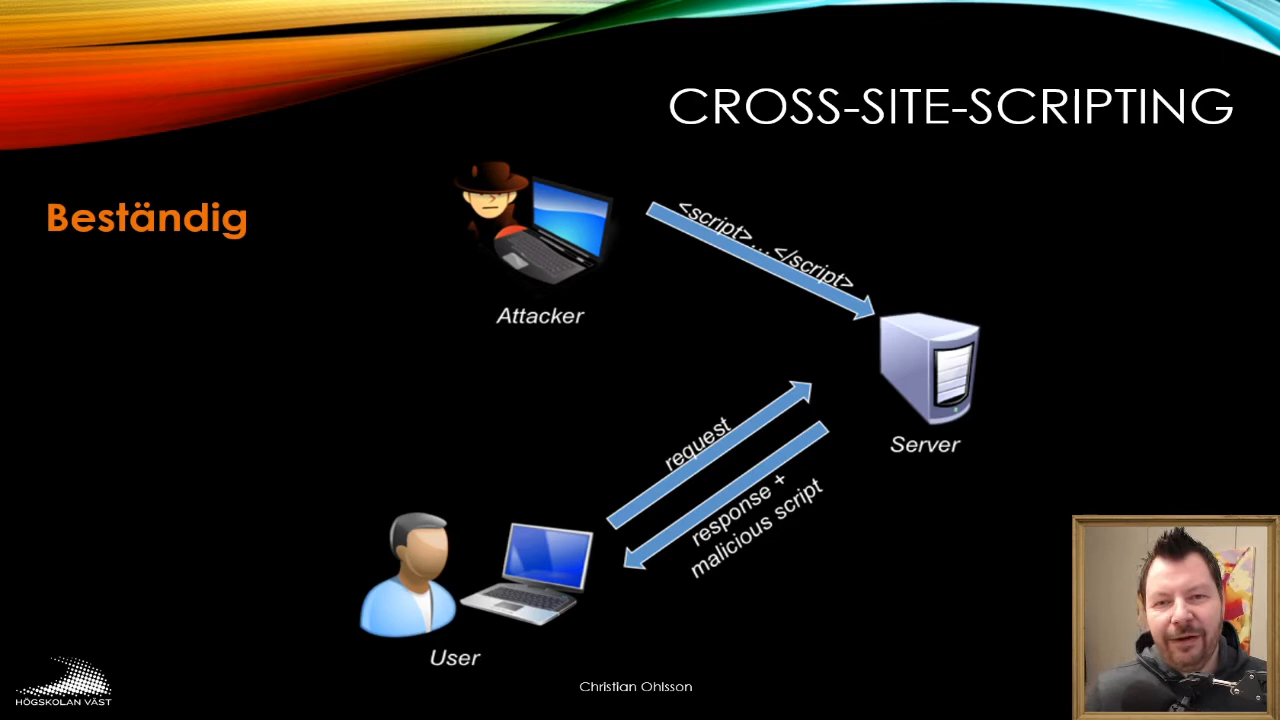 CROSS-SITE-SCRIPTING
Beständig
<script>...</script>
Attacker
Server
request
response +
malicious script
User
Christian Ohlsson
HÖGSKOLAN VÄST